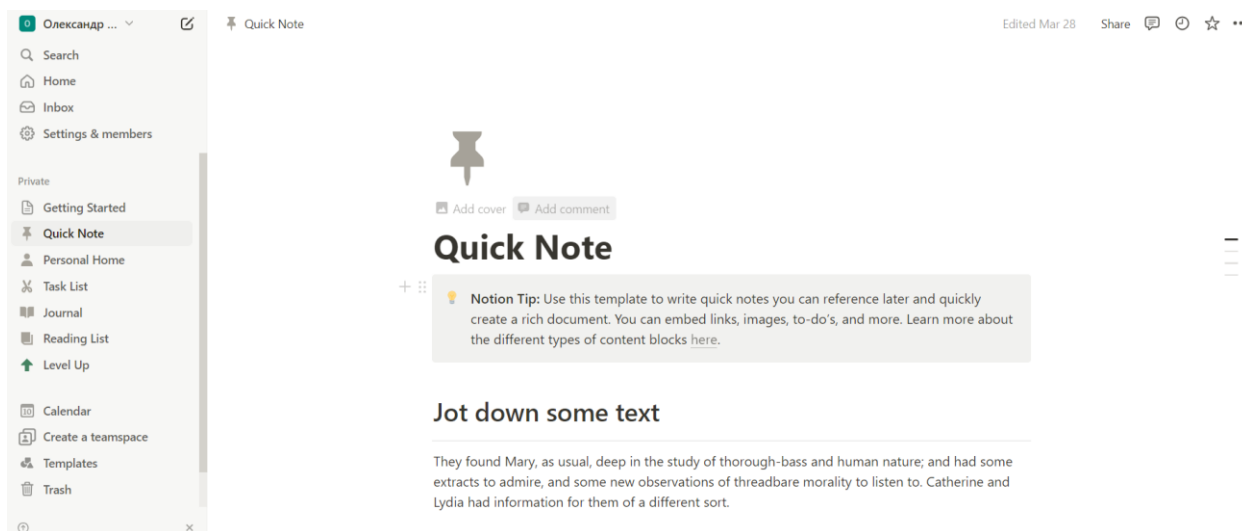 О Олександр ...
Search
Home
Inbox
Settings & members
Private
Getting Started
Quick Note
Personal Home
Task List
Journal
Reading List
Level Up
10 Calendar
Create a teamspace
Templates
Trash
Quick Note
Edited Mar 28 Share
Add cover Add comment
Quick Note
Notion Tip: Use this template to write quick notes you can reference later and quickly
create a rich document. You can embed links, images, to-do's, and more. Learn more about
the different types of content blocks here.
Jot down some text
They found Mary, as usual, deep in the study of thorough-bass and human nature; and had some
extracts to admire, and some new observations of threadbare morality to listen to. Catherine and
Lydia had information for them of a different sort.